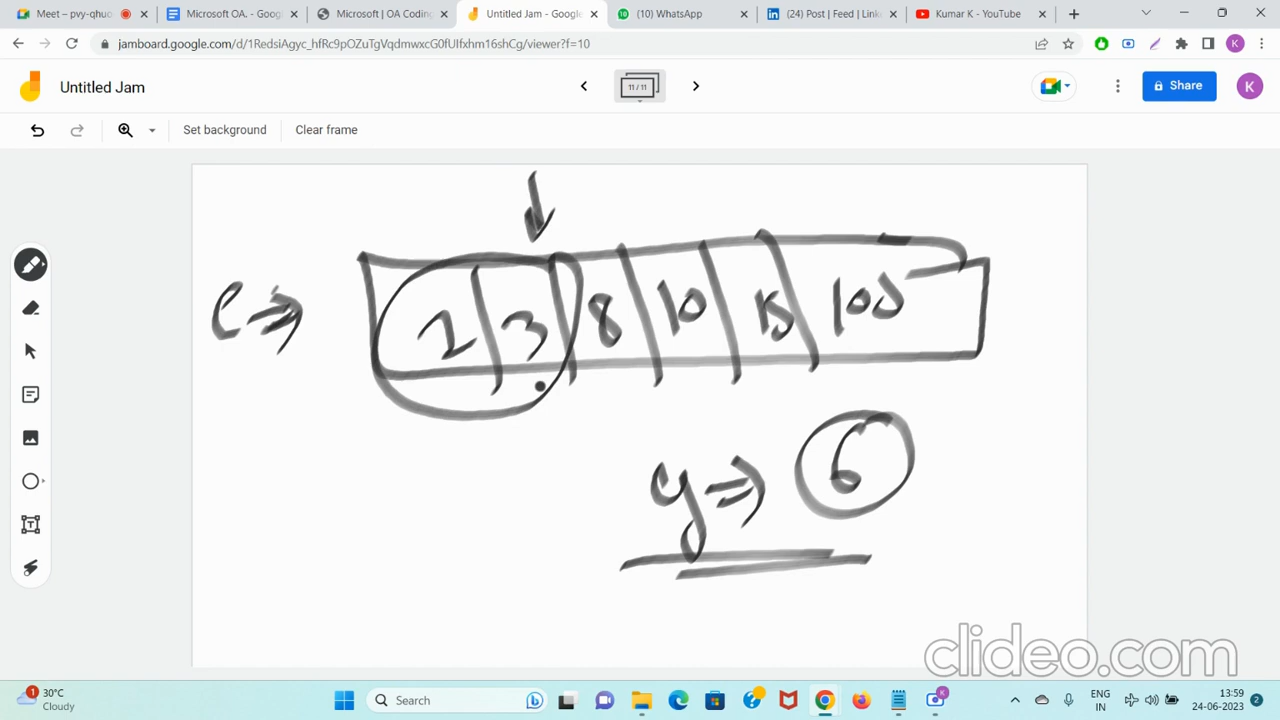 Meet – pvy-qhuo
Microsoft OA. - Goog
Microsoft | OA Coding
Untitled Jam - Google
(10) WhatsApp
(24) Post | Feed | Linke
Kumar K - YouTube
jamboard.google.com/d/1RedsiAgyc_hfRc9pOZuTgVqdmwxcG0fUIfxhm16shCg/viewer?f=10
K
Untitled Jam
11 / 11
Share
K
Set background
Clear frame
2 3 8 10 15 100
y⇒ 6
clideo.com
1
30°C
Cloudy
Search
ENG
IN
13:59
24-06-2023
2